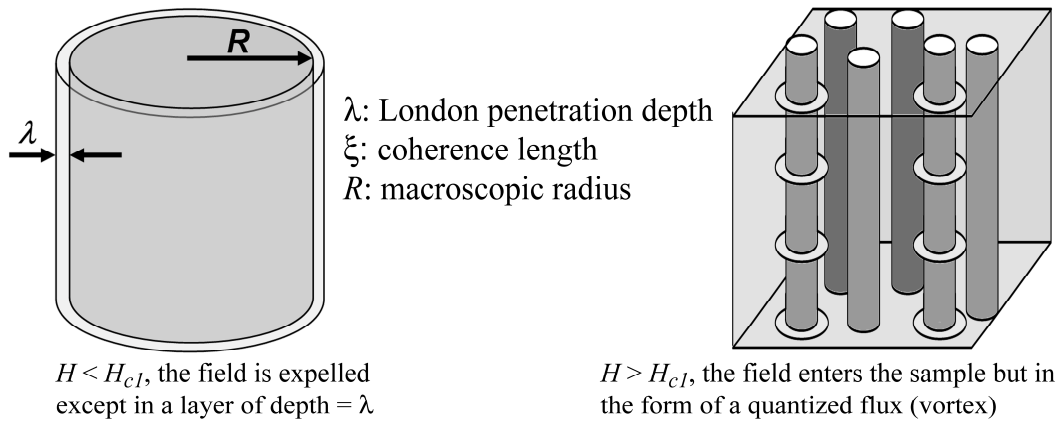 R
λ
λ: London penetration depth
ξ: coherence length
R: macroscopic radius
H < Hc1, the field is expelled
except in a layer of depth = λ
H > Hc1, the field enters the sample but in
the form of a quantized flux (vortex)